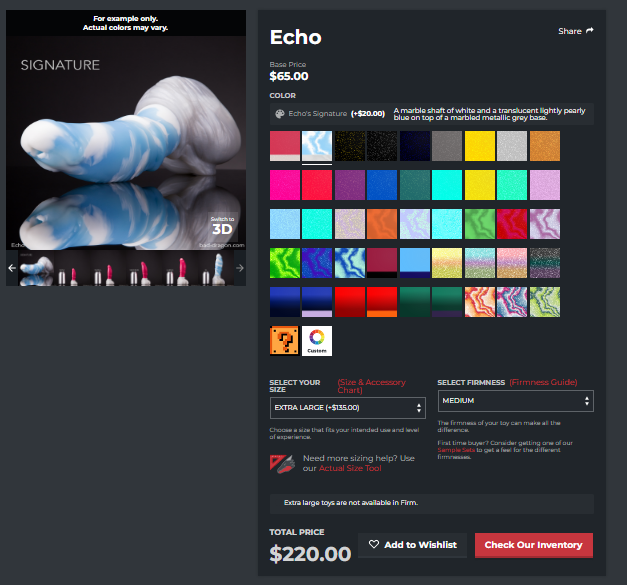 For example only.
Actual colors may vary.
SIGNATURE
Switch to
3D
Echo
bad-dragon.com
Echo
Share
Base Price
$65.00
COLOR
Echo's Signature (+$20.00)
A marble shaft of white and a translucent lightly pearly
blue on top of a marbled metallic grey base.
?
Custom
SELECT YOUR
SIZE
(Size & Accessory
Chart)
EXTRA LARGE (+$135.00)
Choose a size that fits your intended use and level
of experience.
Need more sizing help? Use
our Actual Size Tool
SELECT FIRMNESS (Firmness Guide)
MEDIUM
The firmness of your toy can make all the
difference.
First time buyer? Consider getting one of our
Sample Sets to get a feel for the different
firmnesses.
Extra large toys are not available in Firm.
TOTAL PRICE
$220.00
Add to Wishlist
Check Our Inventory